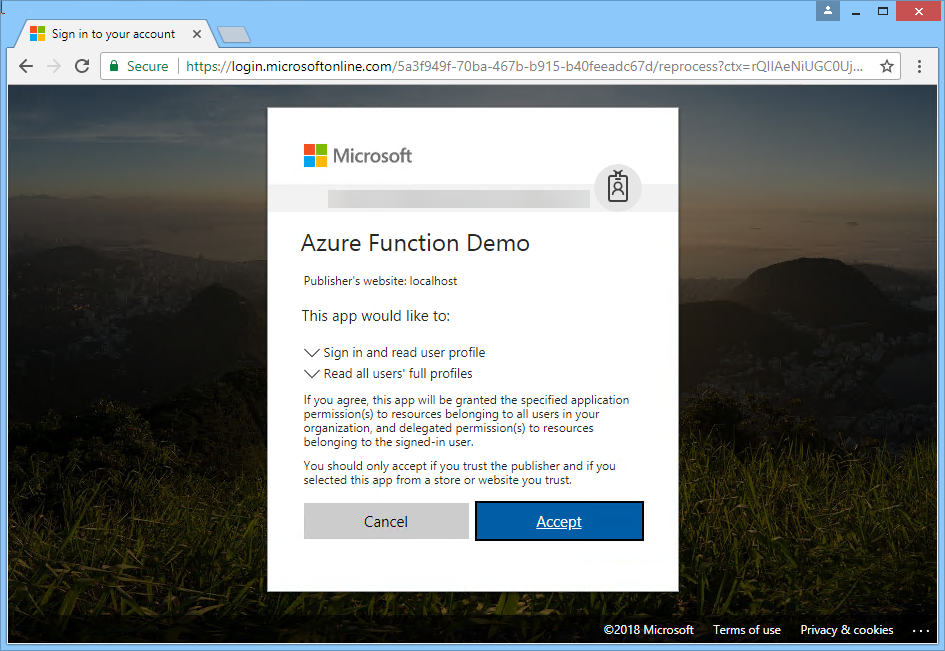 Sign in to your account
Secure
https://login.microsoftonline.com/5a3f949f-70ba-467b-b915-b40feeadc67d/reprocess?ctx=rQIIAeNiUGC0Uj...
Microsoft
Azure Function Demo
Publisher's website: localhost
This app would like to:
Sign in and read user profile
Read all users' full profiles
If you agree, this app will be granted the specified application
permission(s) to resources belonging to all users in your
organization, and delegated permission(s) to resources
belonging to the signed-in user.
You should only accept if you trust the publisher and if you
selected this app from a store or website you trust.
Cancel
Accept
©2018 Microsoft Terms of use Privacy & cookies ...